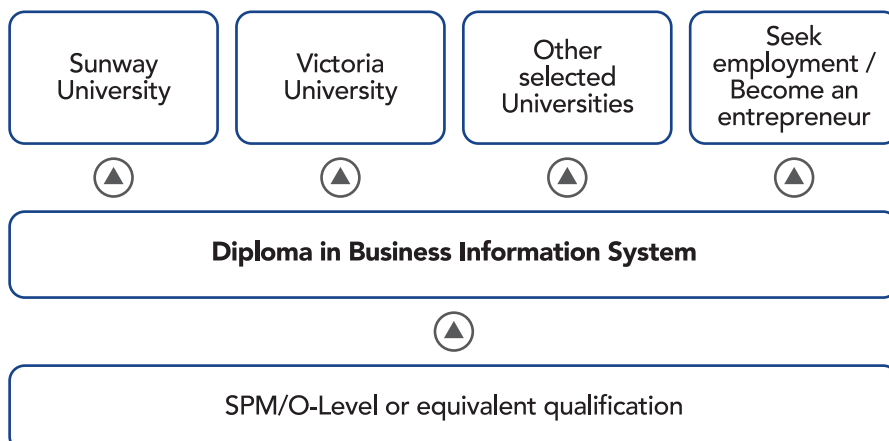 Sunway
University
Victoria
University
Other
selected
Universities
Seek
employment /
Become an
entrepreneur
Diploma in Business Information System
SPM/O-Level or equivalent qualification